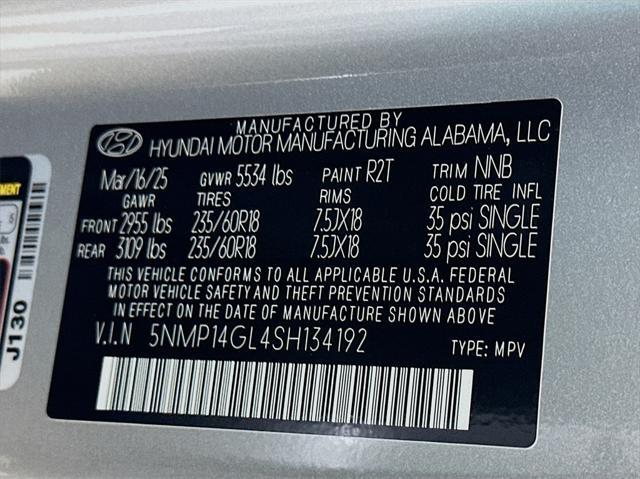 MANUFACTURED BY
HYUNDAI MOTOR MANUFACTURING ALABAMA, LLC
Mar/16/25 GVWR 5534 lbs PAINT R2T TRIM NNB
GAWR TIRES RIMS COLD TIRE INFL
FRONT 2955 lbs 235/60R18 7.5JX18 35 psi SINGLE
REAR 3109 lbs 235/60R18 7.5JX18 35 psi SINGLE
THIS VEHICLE CONFORMS TO ALL APPLICABLE U.S.A. FEDERAL
MOTOR VEHICLE SAFETY AND THEFT PREVENTION STANDARDS
IN EFFECT ON THE DATE OF MANUFACTURE SHOWN ABOVE.
V.I.N 5NMP14GL4SH134192 TYPE: MPV
J130